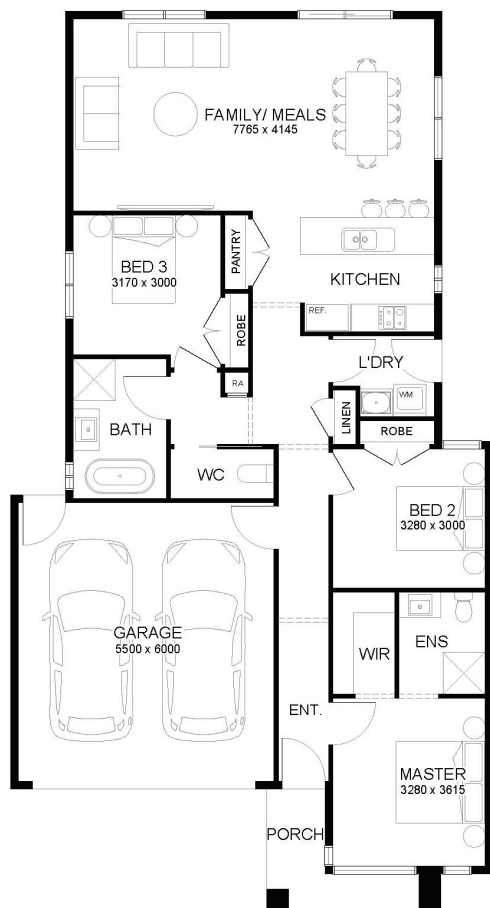 FAMILY/ MEALS
7765 x 4145
BED 3
3170 x 3000
PANTRY
KITCHEN
REF.
ROBE
L'DRY
WM
RA
LINEN
ROBE
BATH
WC
BED 2
3280 x 3000
GARAGE
5500 x 6000
WIR
ENS
ENT.
MASTER
3280 x 3615
PORCH